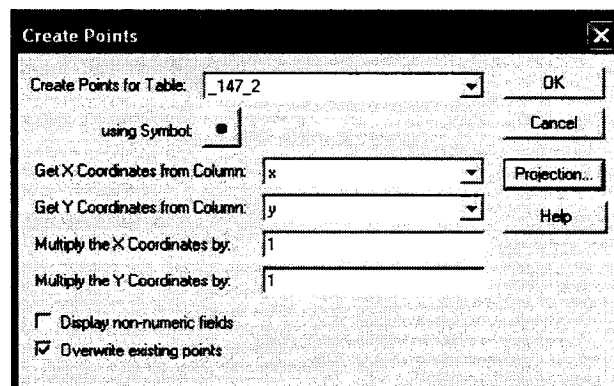 Create Points
Create Points for Table: _147_2
OK
using Symbol:
Cancel
Get X Coordinates from Column: x
Projection...
Get Y Coordinates from Column: y
Help
Multiply the X Coordinates by: 1
Multiply the Y Coordinates by: 1
Display non-numeric fields
Overwrite existing points